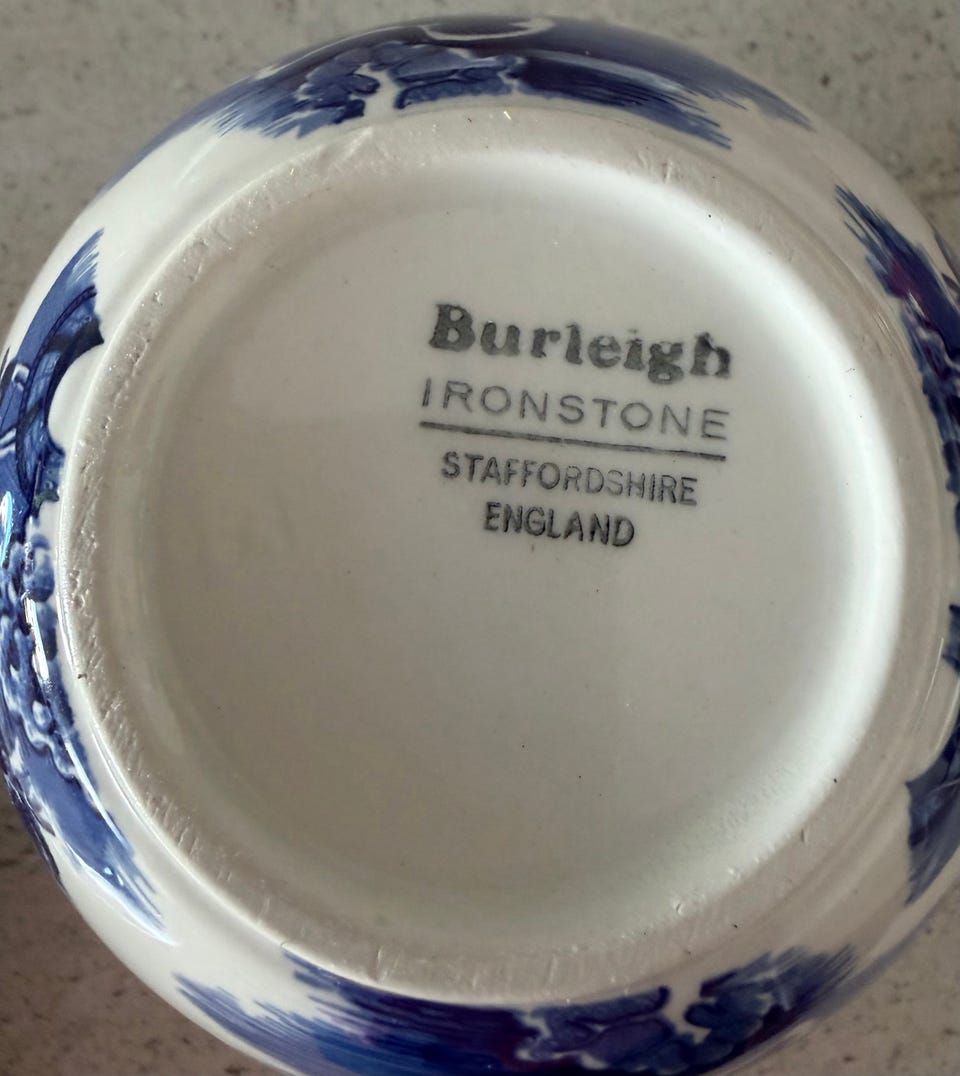 Burleigh
IRONSTONE
STAFFORDSHIRE
ENGLAND